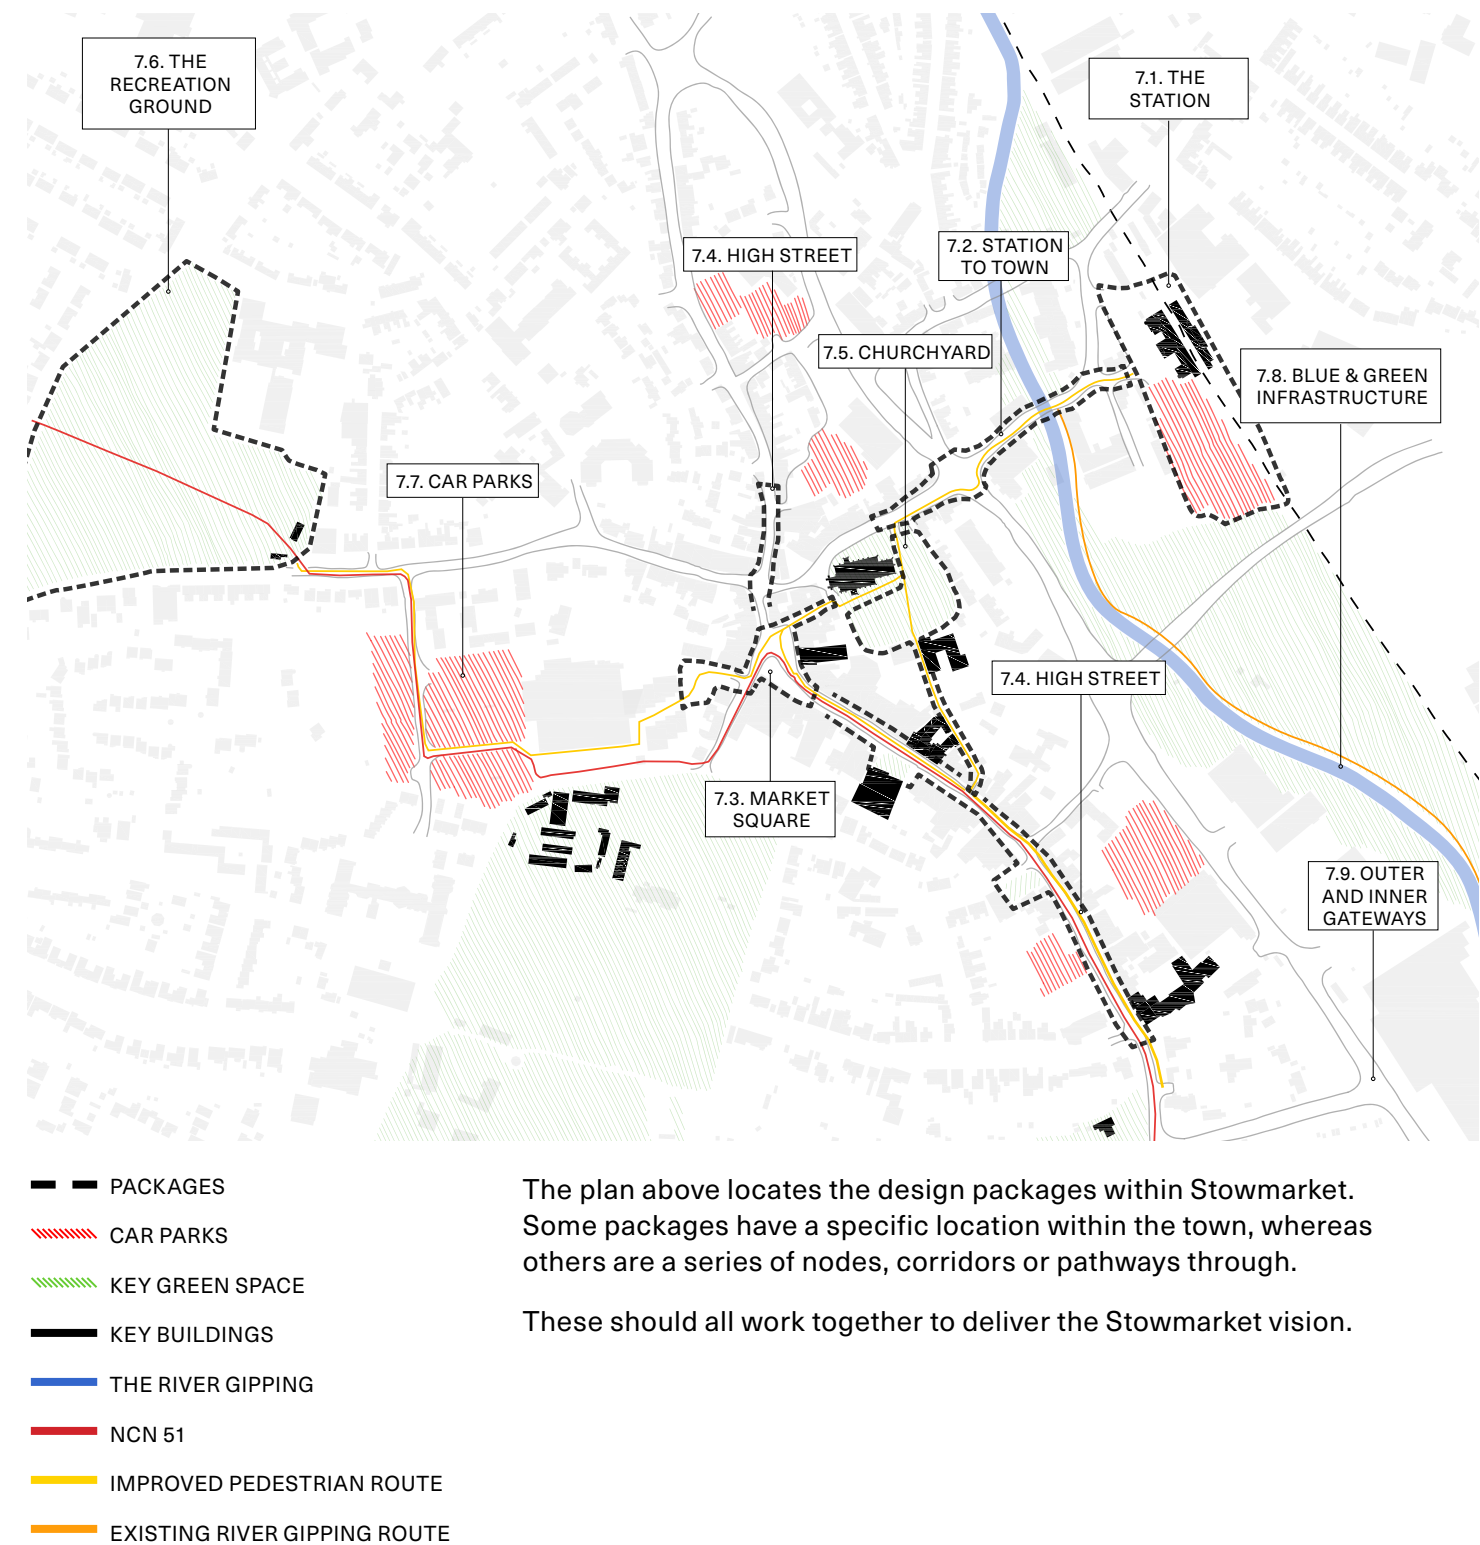 7.6. THE
RECREATION
GROUND
7.1. THE
STATION
7.4. HIGH STREET
7.2. STATION
TO TOWN
7.5. CHURCHYARD
7.8. BLUE & GREEN
INFRASTRUCTURE
7.7. CAR PARKS
7.4. HIGH STREET
7.3. MARKET
SQUARE
7.9. OUTER
AND INNER
GATEWAYS
PACKAGES
CAR PARKS
KEY GREEN SPACE
KEY BUILDINGS
THE RIVER GIPPING
NCN 51
IMPROVED PEDESTRIAN ROUTE
EXISTING RIVER GIPPING ROUTE
The plan above locates the design packages within Stowmarket.
Some packages have a specific location within the town, whereas
others are a series of nodes, corridors or pathways through.
These should all work together to deliver the Stowmarket vision.